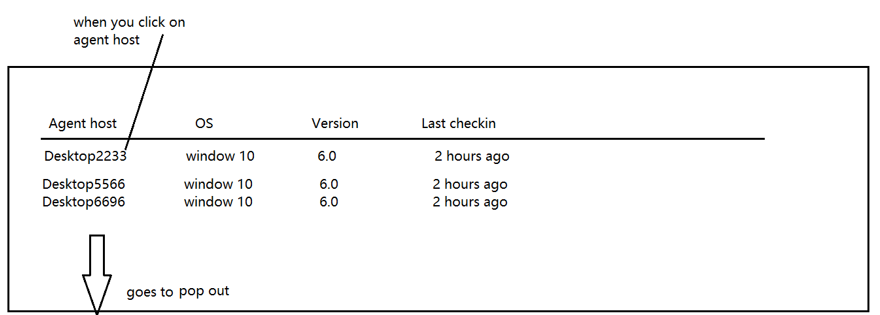 when you click on
agent host
Agent host OS Version Last checkin
Desktop2233 window 10 6.0 2 hours ago
Desktop5566 window 10 6.0 2 hours ago
Desktop6696 window 10 6.0 2 hours ago
goes to pop out